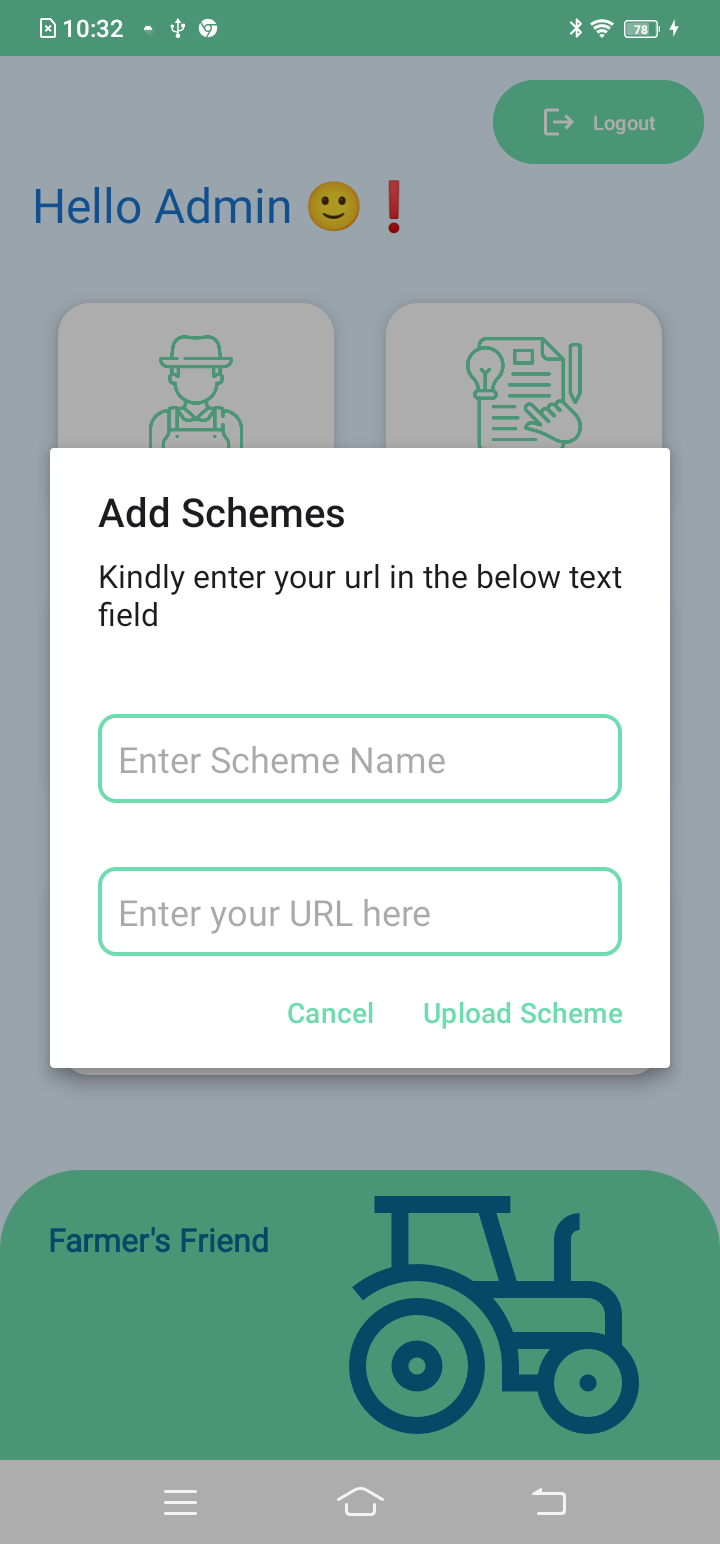 10:32
78
Logout
Hello Admin 🙂❗
Add Schemes
Kindly enter your url in the below text
field
Enter Scheme Name
Enter your URL here
Cancel
Upload Scheme
Farmer's Friend